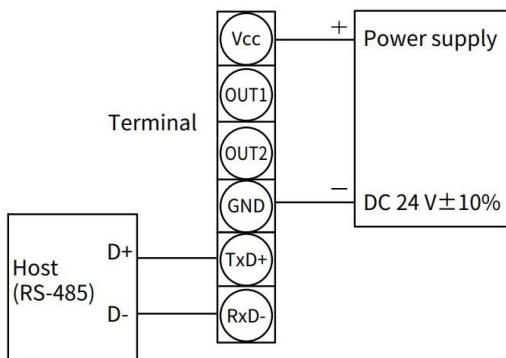 Vcc
+
Power supply
OUT1
Terminal
OUT2
GND
−
DC 24 V±10%
D+
TxD+
Host
(RS-485)
D-
RxD-